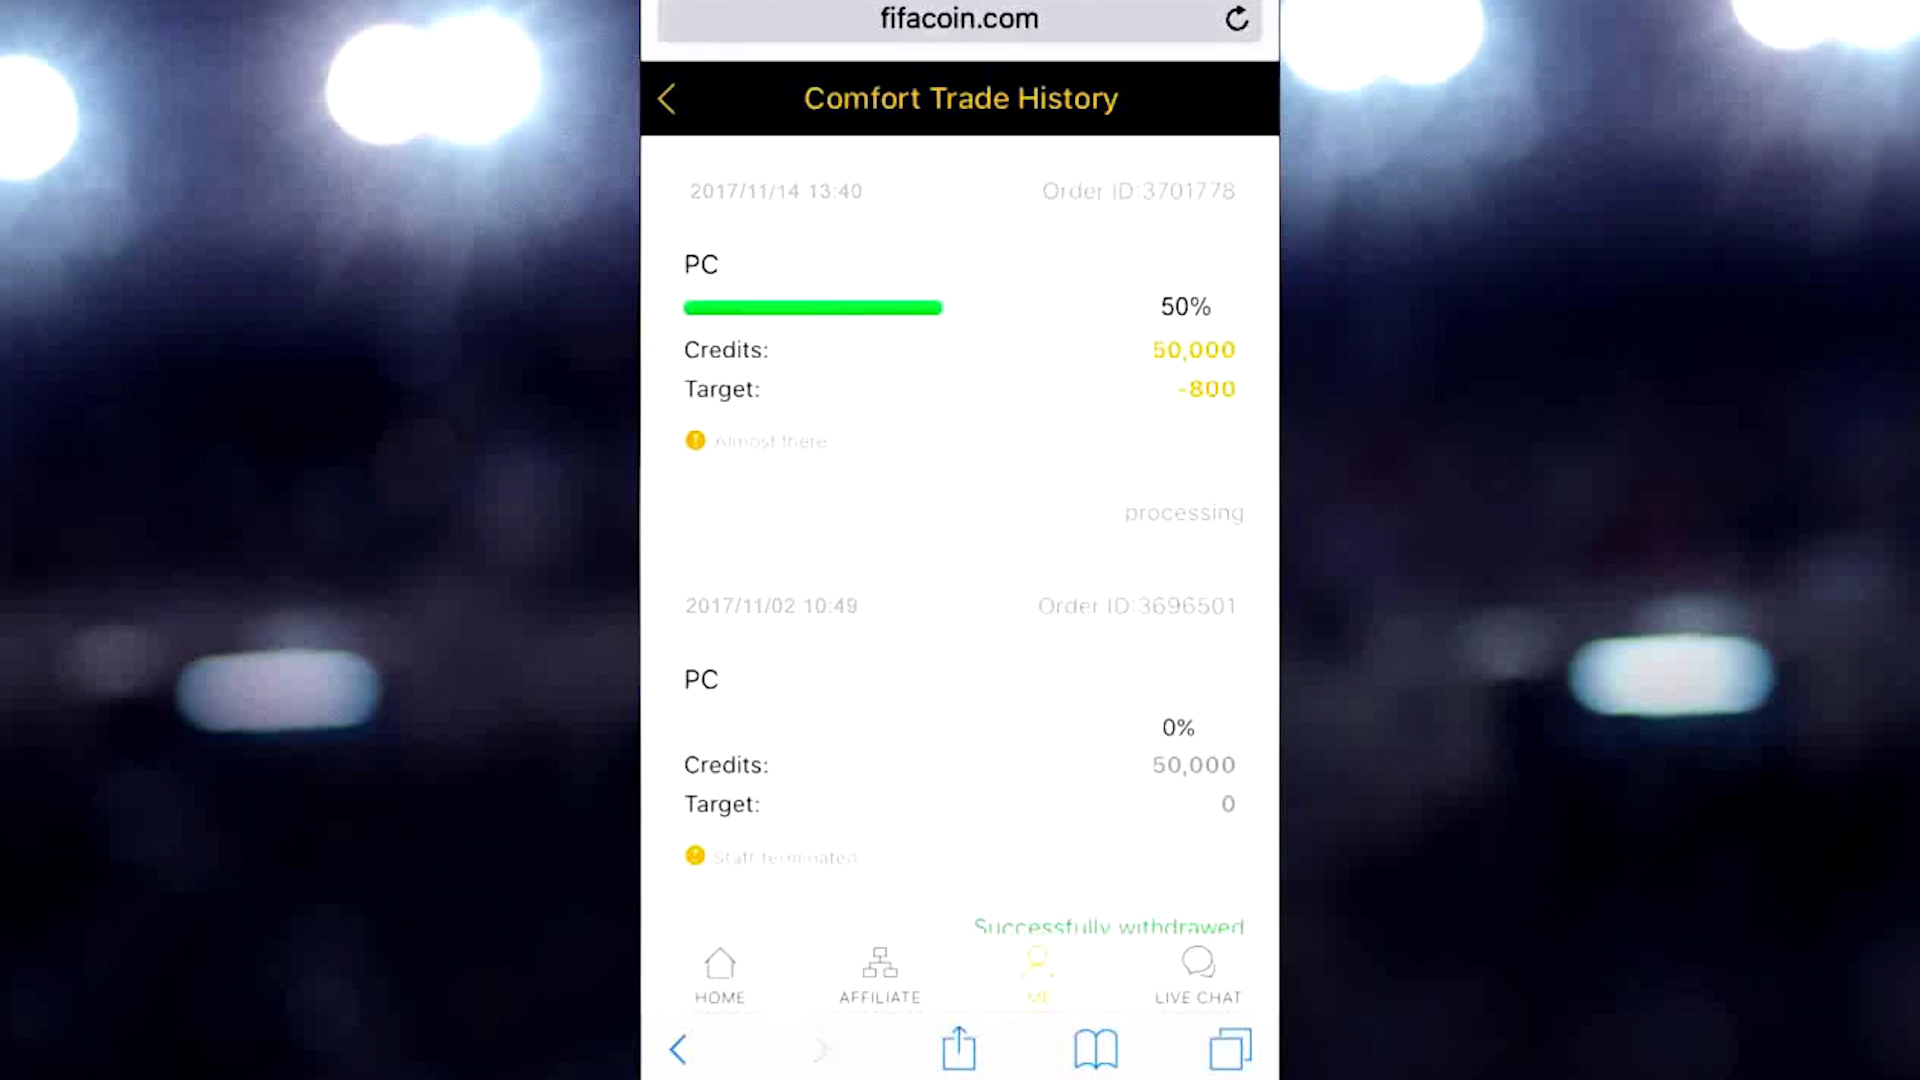 fifacoin.com
Comfort Trade History
2017/11/14 13:40 Order ID:3701778
PC
50%
Credits: 50,000
Target: -800
Almost there
processing
2017/11/02 10:49 Order ID:3696501
PC
0%
Credits: 50,000
Target: 0
Staff terminated
Successfully withdrawed
HOME AFFILIATE ME LIVE CHAT